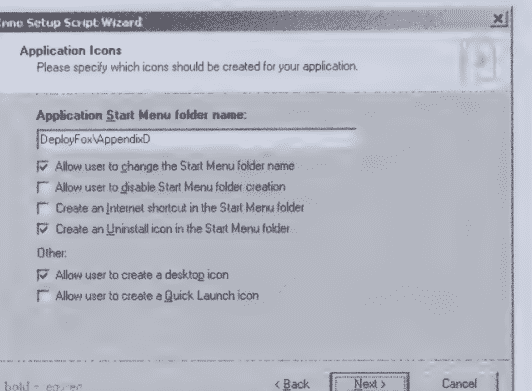 Inno Setup Script Wizard
Application Icons
Please specify which icons should be created for your application.
Application Start Menu folder name:
DeployFox\AppendixD
Allow user to change the Start Menu folder name
Allow user to disable Start Menu folder creation
Create an Internet shortcut in the Start Menu folder
Create an Uninstall icon in the Start Menu folder
Other:
Allow user to create a desktop icon
Allow user to create a Quick Launch icon
bold =
< Back Next > Cancel